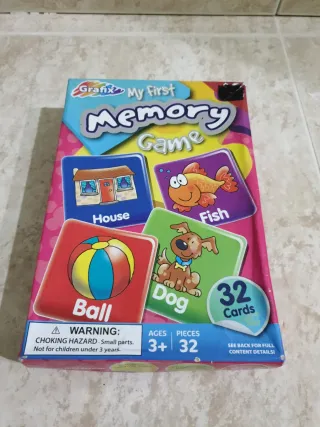 Grafix
My First
Memory
Game
House
Fish
Ball
Dog
32
Cards
⚠ WARNING:
CHOKING HAZARD- Small parts.
Not for children under 3 years.
AGES
3+
PIECES
32
SEE BACK FOR FULL
CONTENT DETAILS!